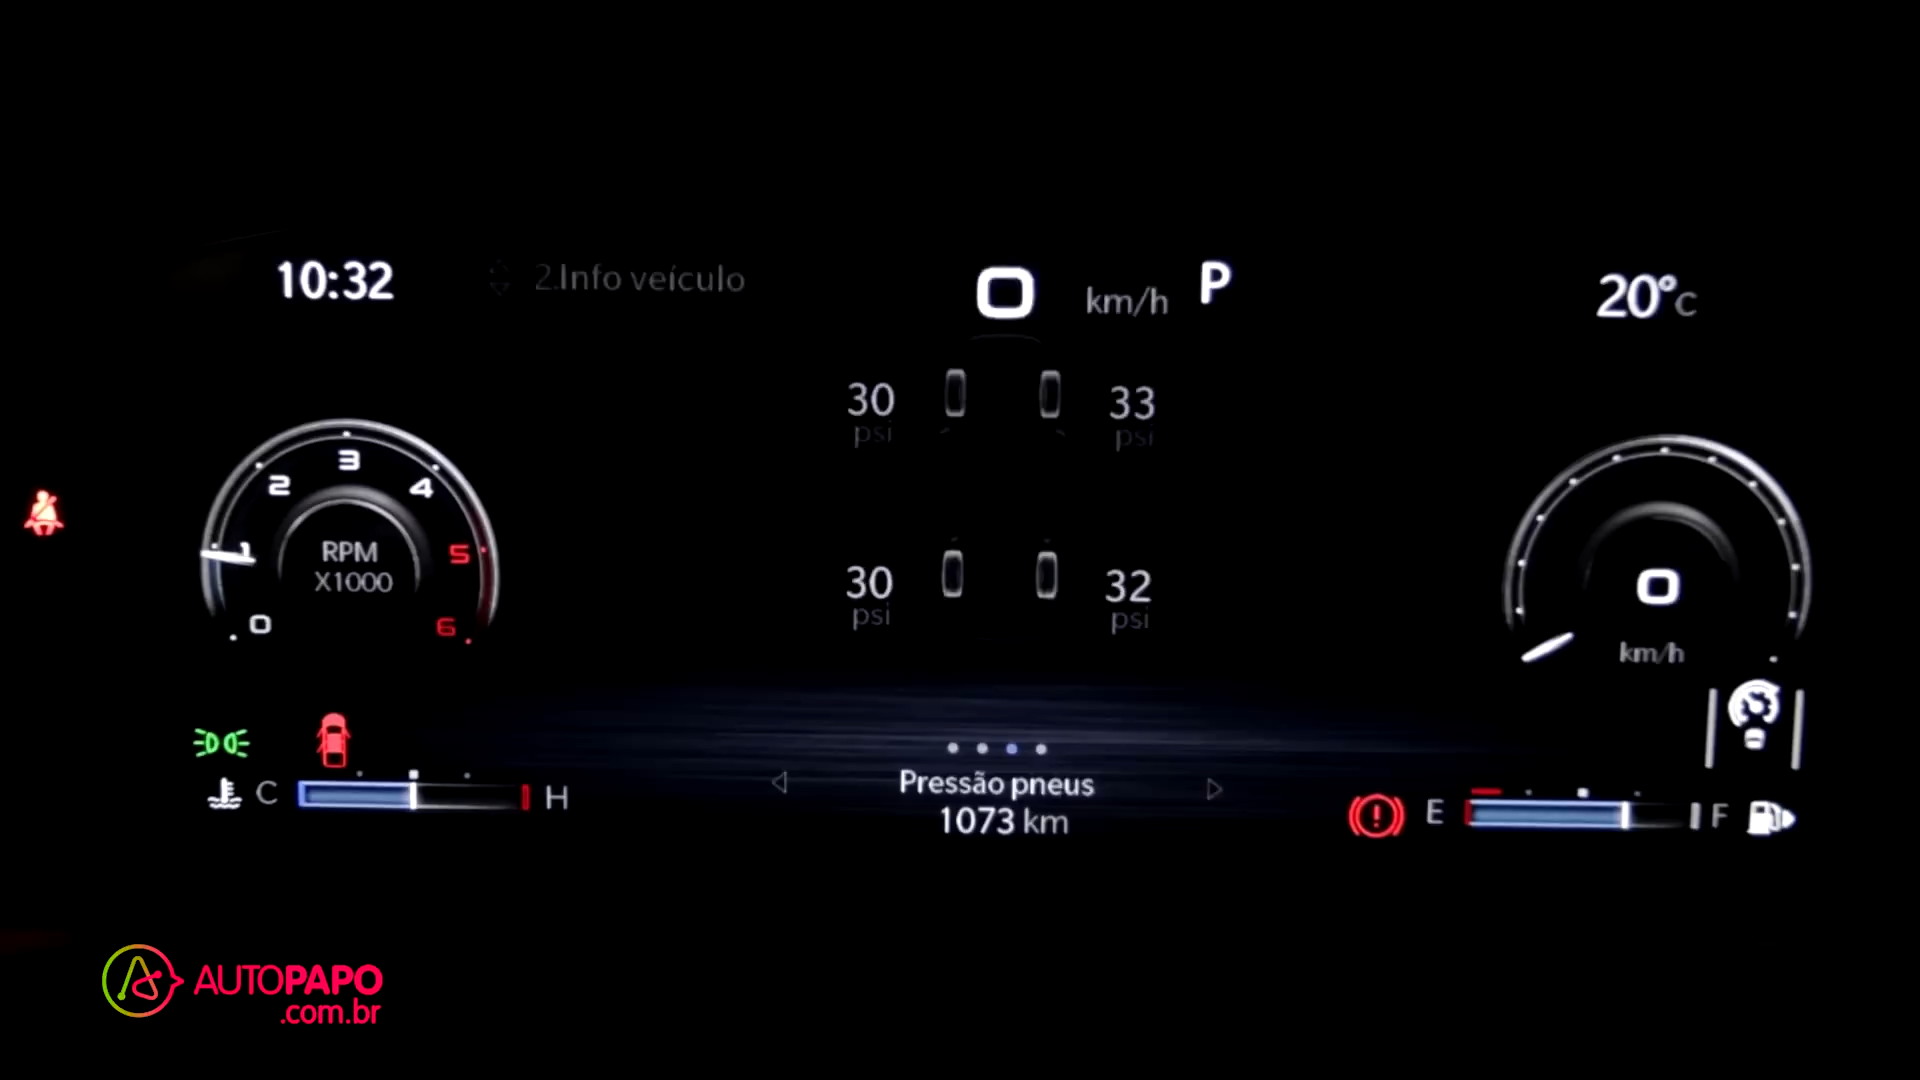 10:32
2.Info veículo
0 km/h P
20°C
30 psi
33 psi
30 psi
32 psi
0 1 2 3 4 5 6
RPM
X1000
0
km/h
C H
Pressão pneus
1073 km
E F
AUTOPAPO
.com.br